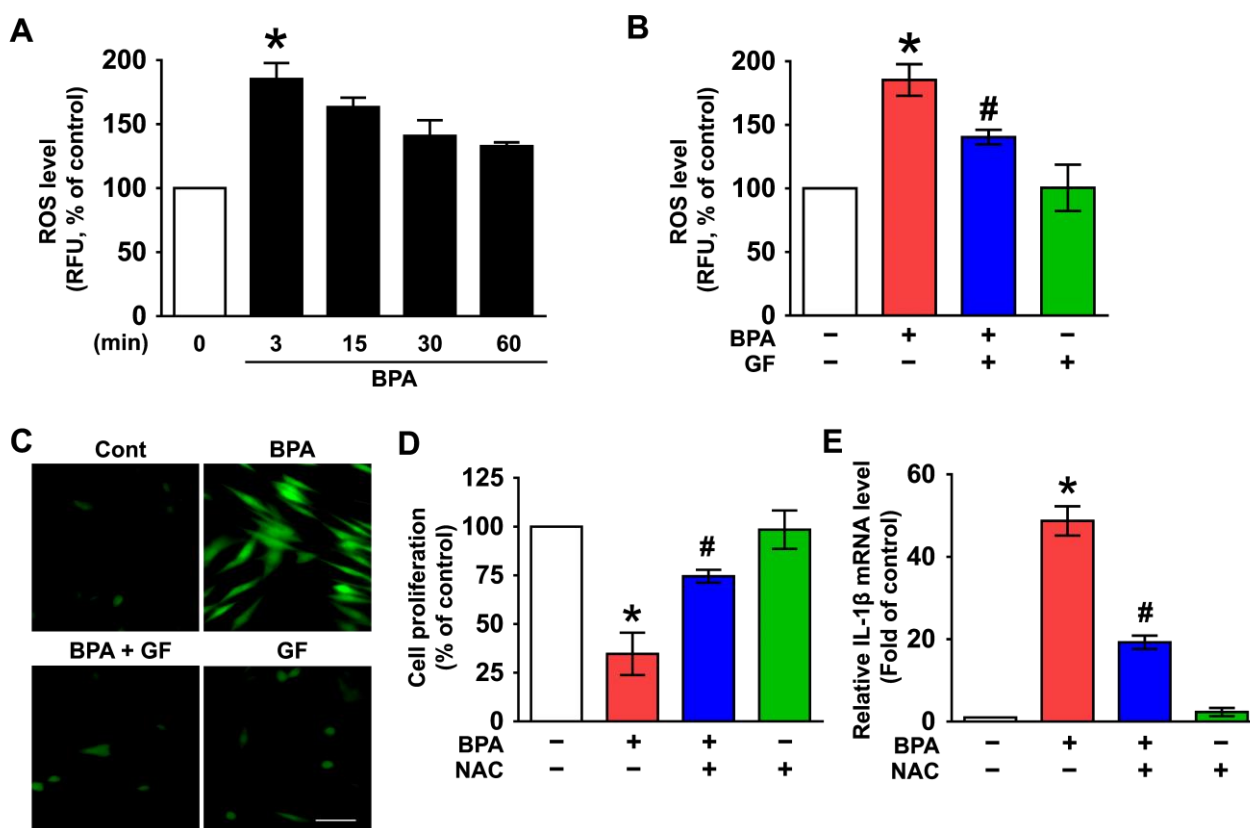 A
ROS level
(RFU, % of control)
200
150
100
50
0
*
(min) 0 3 15 30 60
BPA
B
ROS level
(RFU, % of control)
200
150
100
50
0
*
#
BPA − + + −
GF − − + +
C
Cont BPA
BPA + GF GF
D
Cell proliferation
(% of control)
125
100
75
50
25
0
*
#
BPA − + + −
NAC − − + +
E
Relative IL-1β mRNA level
(Fold of control)
60
40
20
0
*
#
BPA − + + −
NAC − − + +